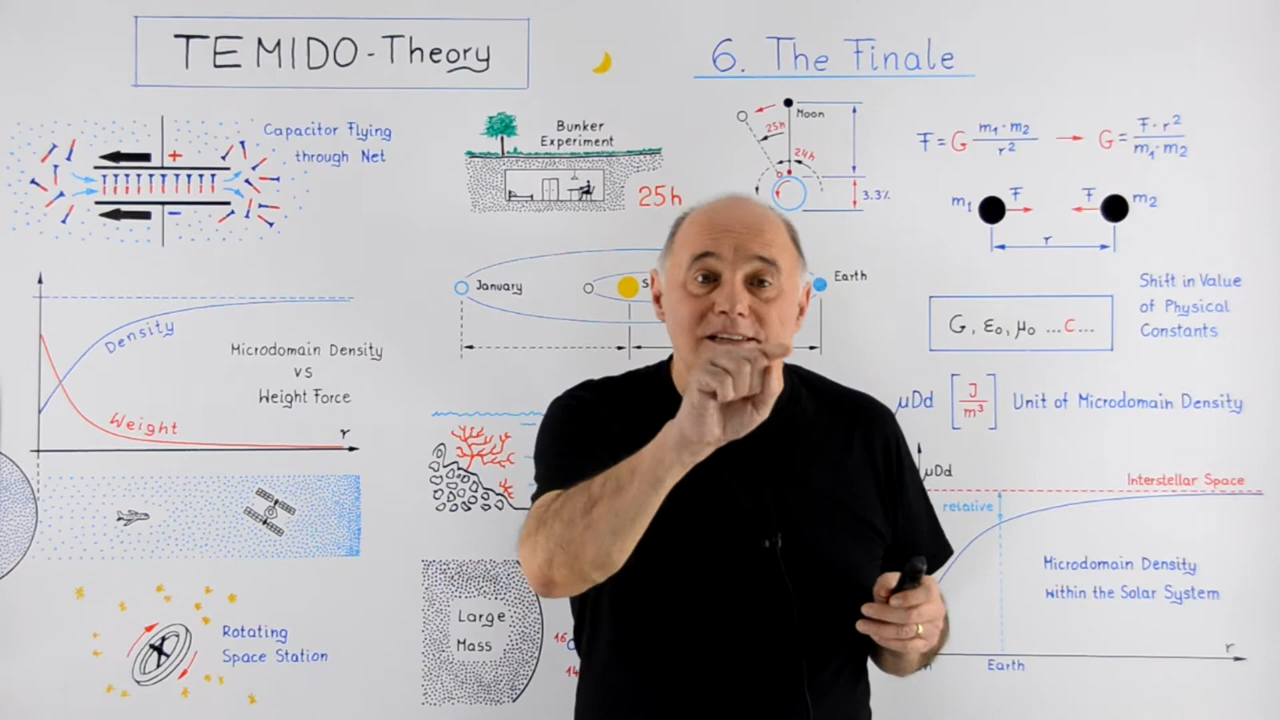 TEMIDO-Theory
6. The Finale
Capacitor Flying
through Net
+
−
Bunker
Experiment
25h
Moon
25h
24h
3.3%
F = G m₁·m₂ / r² → G = F·r² / m₁·m₂
m₁ F F m₂
r
January
S
Earth
Shift in Value
of Physical
Constants
G, ε₀, μ₀ ...c...
Density
Microdomain Density
vs
Weight Force
Weight
r
μDd [J/m³] Unit of Microdomain Density
μDd
Interstellar Space
relative
Microdomain Density
within the Solar System
r
Earth
Rotating
Space Station
Large
Mass
16
14